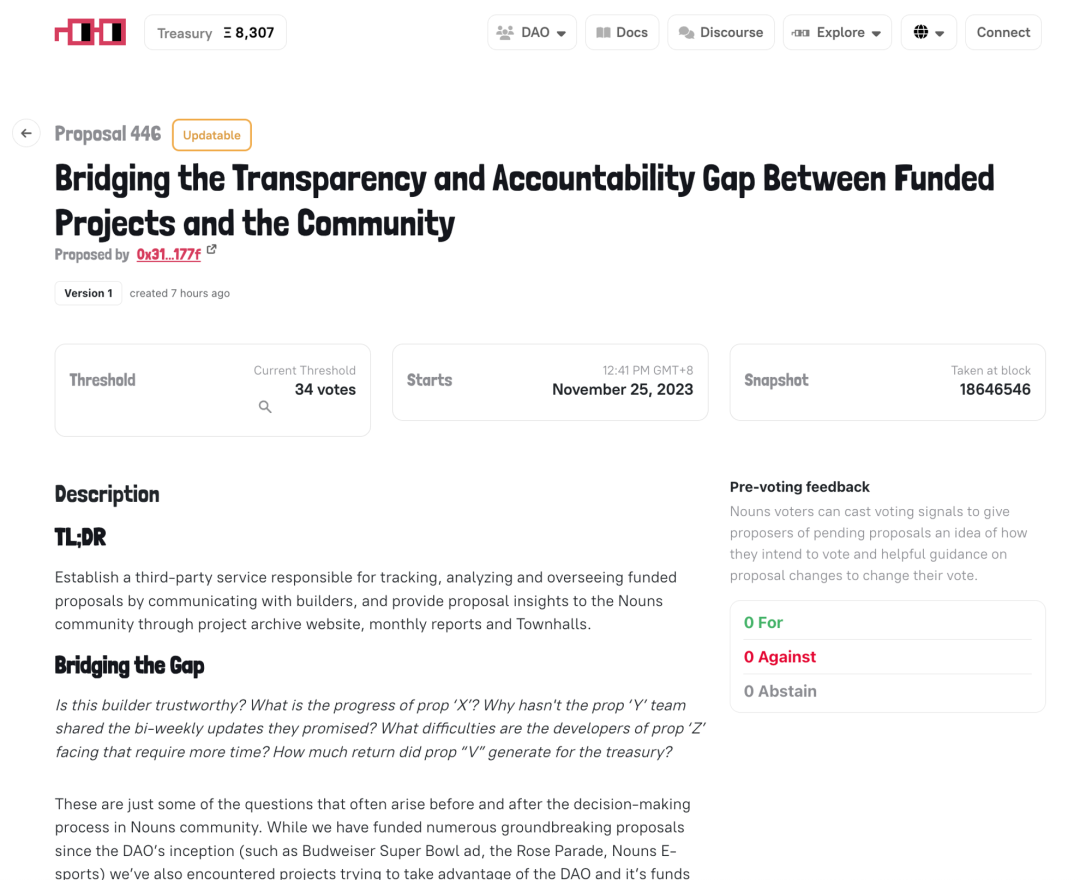 Treasury Ξ 8,307
DAO
Docs
Discourse
Explore
Connect
Proposal 446 Updatable
Bridging the Transparency and Accountability Gap Between Funded
Projects and the Community
Proposed by 0x31...177f
Version 1 created 7 hours ago
Threshold
Current Threshold
34 votes
Starts
12:41 PM GMT+8
November 25, 2023
Snapshot
Taken at block
18646546
Description
TL;DR
Establish a third-party service responsible for tracking, analyzing and overseeing funded
proposals by communicating with builders, and provide proposal insights to the Nouns
community through project archive website, monthly reports and Townhalls.
Bridging the Gap
Is this builder trustworthy? What is the progress of prop ‘X’? Why hasn't the prop ‘Y’ team
shared the bi-weekly updates they promised? What difficulties are the developers of prop ‘Z’
facing that require more time? How much return did prop “V” generate for the treasury?
These are just some of the questions that often arise before and after the decision-making
process in Nouns community. While we have funded numerous groundbreaking proposals
since the DAO’s inception (such as Budweiser Super Bowl ad, the Rose Parade, Nouns E-
sports) we’ve also encountered projects trying to take advantage of the DAO and it’s funds
Pre-voting feedback
Nouns voters can cast voting signals to give
proposers of pending proposals an idea of how
they intend to vote and helpful guidance on
proposal changes to change their vote.
0 For
0 Against
0 Abstain